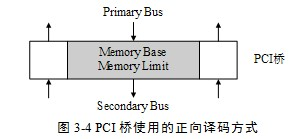 Primary Bus
Memory Base
Memory Limit
PCI桥
Secondary Bus
图 3-4 PCI 桥使用的正向译码方式